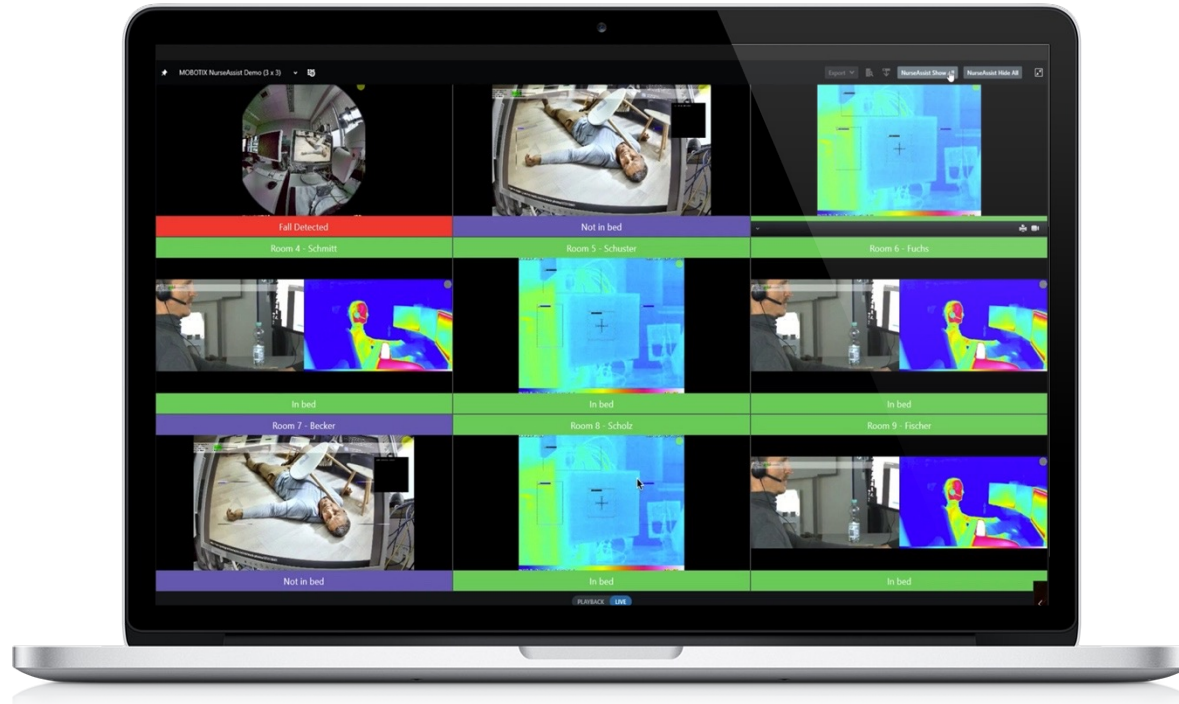 MOBOTIX NurseAssist Demo (3 x 3)
Export
NurseAssist Show
NurseAssist Hide All
Fall Detected
Not in bed
Room 4 - Schmitt
Room 5 - Schuster
Room 6 - Fuchs
In bed
In bed
In bed
Room 7 - Becker
Room 8 - Scholz
Room 9 - Fischer
Not in bed
In bed
In bed
PLAYBACK
LIVE